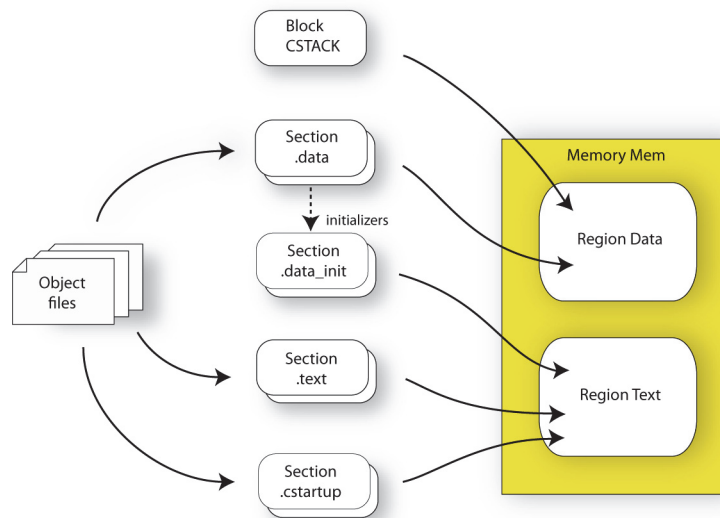 Block
CSTACK
Section
.data
Memory Mem
initializers
Region Data
Section
.data_init
Object
files
Section
.text
Region Text
Section
.cstartup